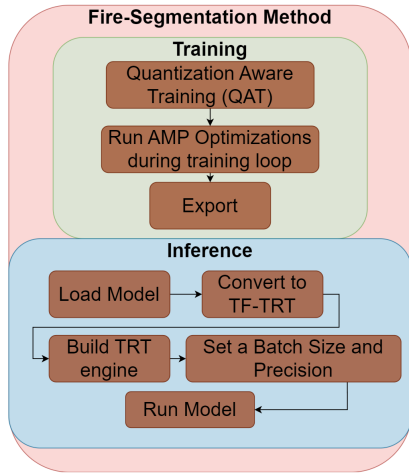 Fire-Segmentation Method
Training
Quantization Aware
Training (QAT)
Run AMP Optimizations
during training loop
Export
Inference
Load Model
Convert to
TF-TRT
Build TRT
engine
Set a Batch Size and
Precision
Run Model